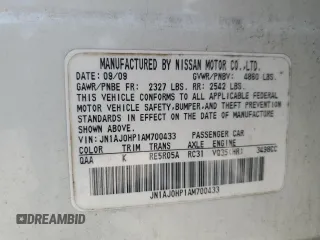 MANUFACTURED BY NISSAN MOTOR CO.,LTD.
DATE: 09/09 GVWR/PNBV: 4860 LBS.
GAWR/PNBE FR: 2327 LBS. RR: 2542 LBS.
THIS VEHICLE CONFORMS TO ALL APPLICABLE FEDERAL
MOTOR VEHICLE SAFETY,BUMPER,AND THEFT PREVENTION
STANDARDS IN EFFECT ON THE DATE OF MANUFACTURE
SHOWN ABOVE.
VIN: JN1AJ0HP1AM700433 PASSENGER CAR
COLOR TRIM TRANS AXLE ENGINE
QAA K RE5R05A RC31 VQ35(HR) 3498CC
JN1AJ0HP1AM700433